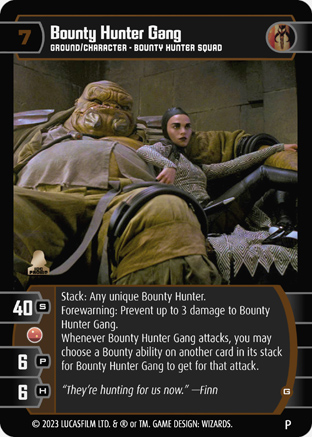 7
Bounty Hunter Gang
GROUND/CHARACTER - BOUNTY HUNTER SQUAD
40 S
6 P
6 H
Stack: Any unique Bounty Hunter.
Forewarning: Prevent up to 3 damage to Bounty
Hunter Gang.
Whenever Bounty Hunter Gang attacks, you may
choose a Bounty ability on another card in its stack
for Bounty Hunter Gang to get for that attack.
“They’re hunting for us now.” —Finn
G
© 2023 LUCASFILM LTD. & ® or TM. GAME DESIGN: WIZARDS.
P